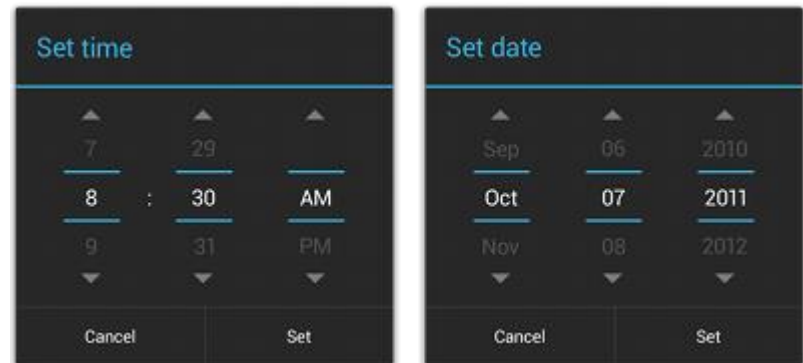 Set time
7 29
8 : 30 AM
9 31 PM
Cancel Set
Set date
Sep 06 2010
Oct 07 2011
Nov 08 2012
Cancel Set